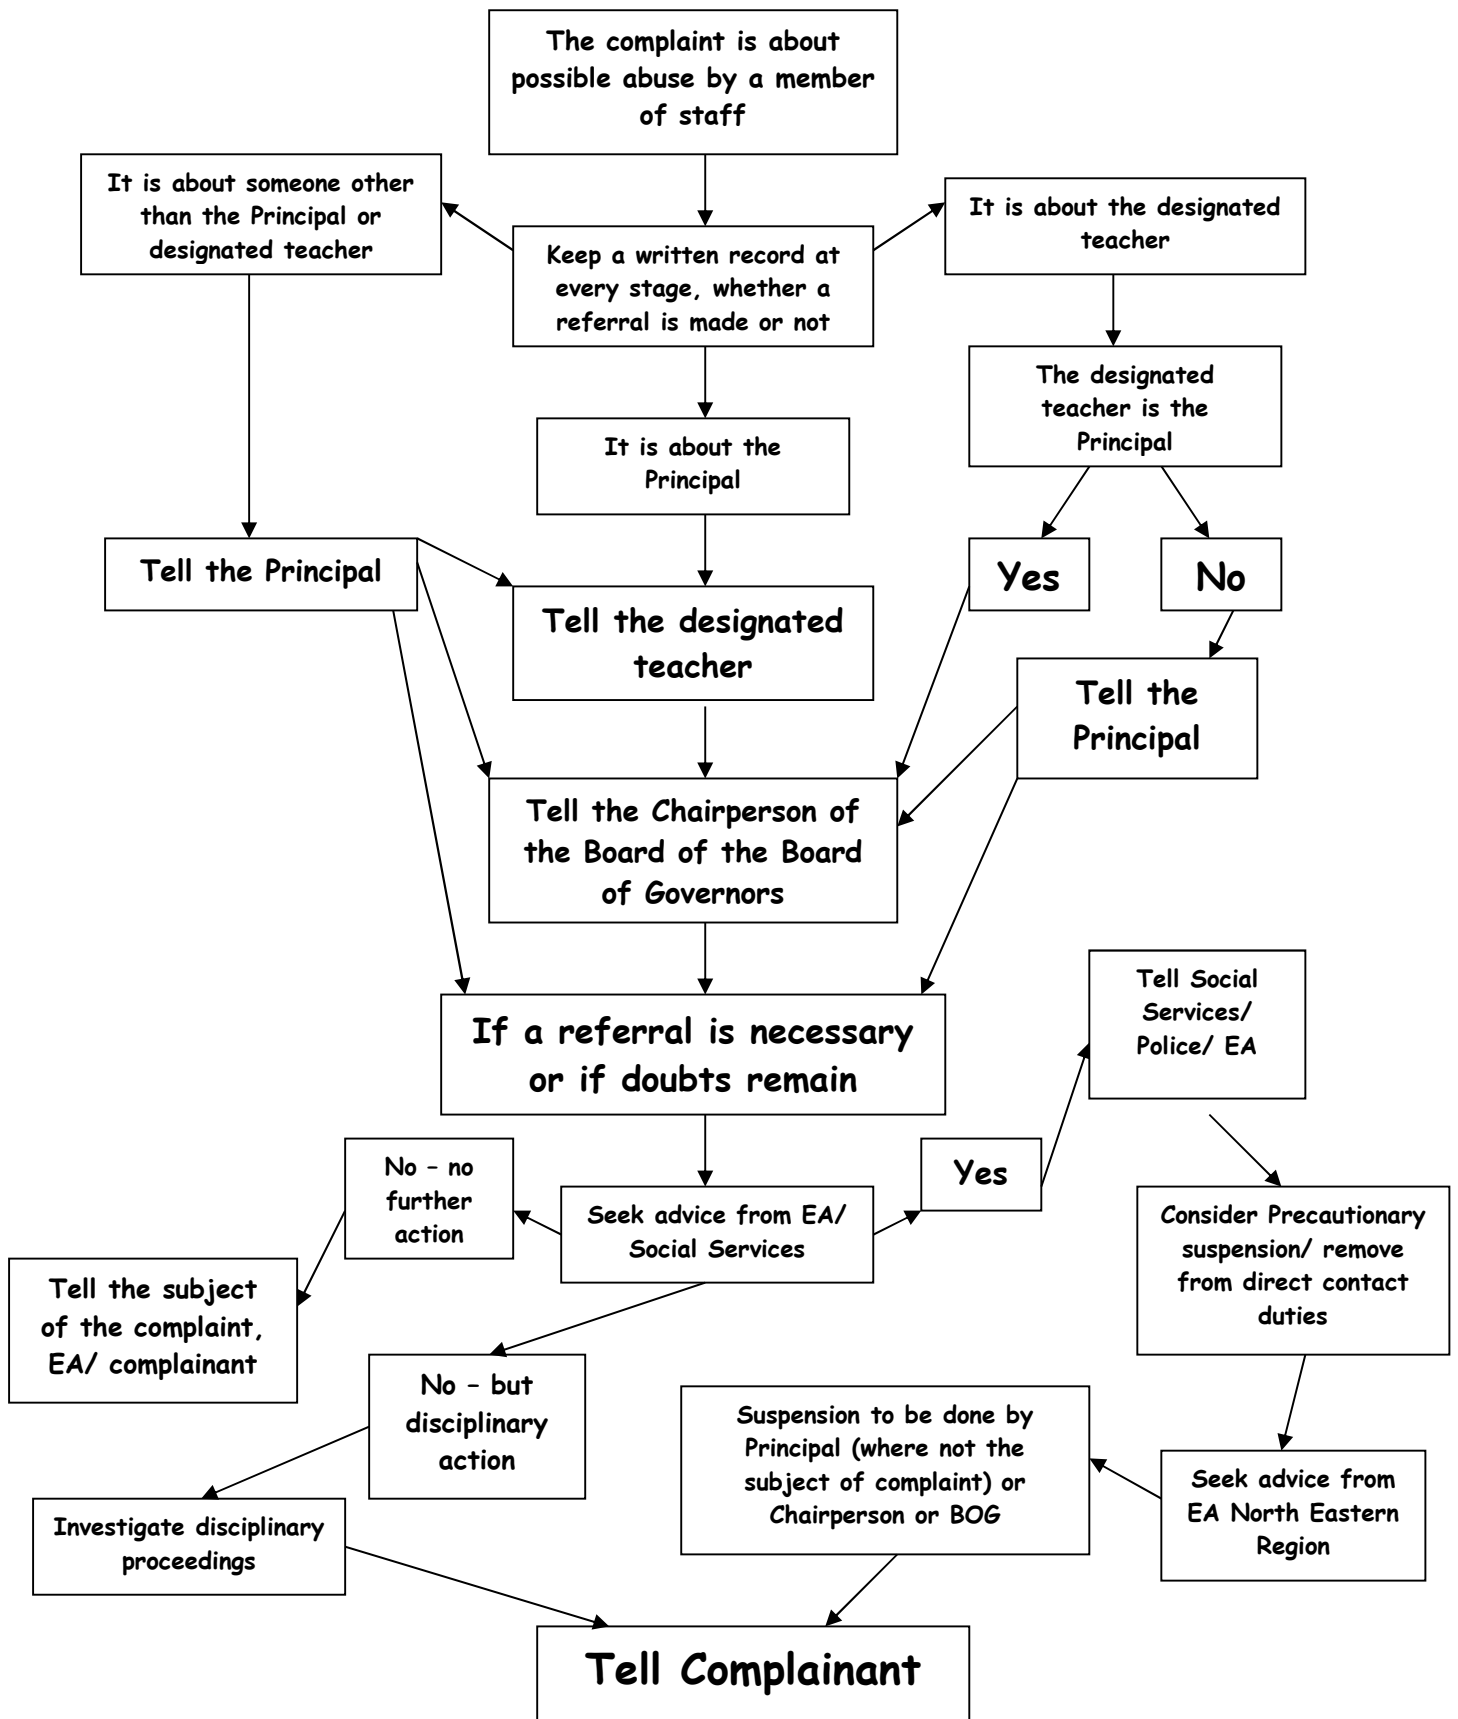 The complaint is about
possible abuse by a member
of staff
It is about someone other
than the Principal or
designated teacher
Keep a written record at
every stage, whether a
referral is made or not
It is about the designated
teacher
The designated
teacher is the
Principal
It is about the
Principal
Tell the Principal
Yes
No
Tell the designated
teacher
Tell the
Principal
Tell the Chairperson of
the Board of the Board
of Governors
If a referral is necessary
or if doubts remain
Tell Social
Services/
Police/ EA
No – no
further
action
Seek advice from EA/
Social Services
Yes
Consider Precautionary
suspension/ remove
from direct contact
duties
Tell the subject
of the complaint,
EA/ complainant
No – but
disciplinary
action
Suspension to be done by
Principal (where not the
subject of complaint) or
Chairperson or BOG
Seek advice from
EA North Eastern
Region
Investigate disciplinary
proceedings
Tell Complainant